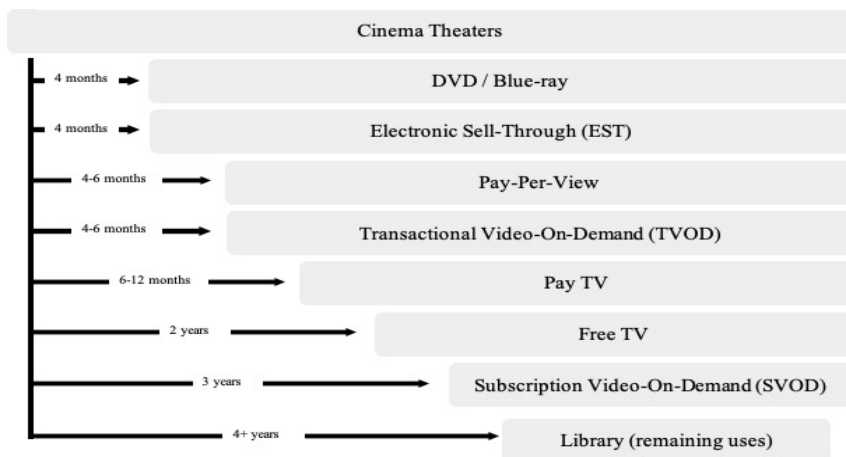 Cinema Theaters
4 months DVD / Blue-ray
4 months Electronic Sell-Through (EST)
4-6 months Pay-Per-View
4-6 months Transactional Video-On-Demand (TVOD)
6-12 months Pay TV
2 years Free TV
3 years Subscription Video-On-Demand (SVOD)
4+ years Library (remaining uses)